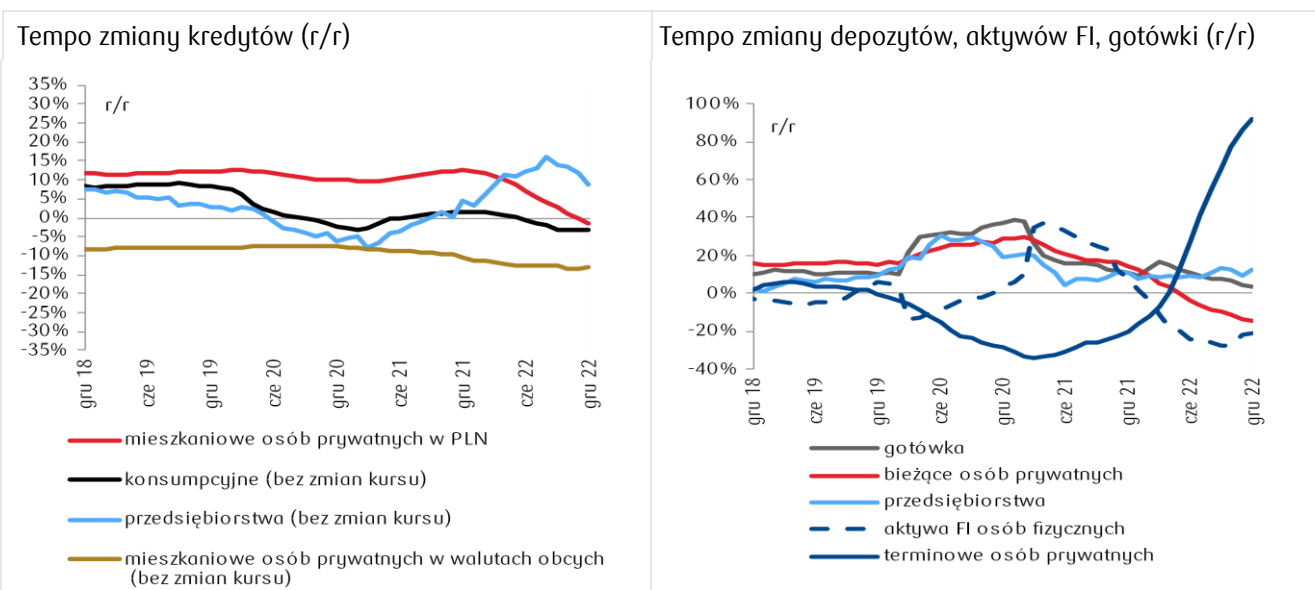 Tempo zmiany kredytów (r/r)
35%
30%
25%
20%
15%
10%
5%
0%
-5%
-10%
-15%
-20%
-25%
-30%
-35%
r/r
gru 18
cze 19
gru 19
cze 20
gru 20
cze 21
gru 21
cze 22
gru 22
mieszkaniowe osób prywatnych w PLN
konsumpcyjne (bez zmian kursu)
przedsiębiorstwa (bez zmian kursu)
mieszkaniowe osób prywatnych w walutach obcych
(bez zmian kursu)
Tempo zmiany depozytów, aktywów FI, gotówki (r/r)
100%
80%
60%
40%
20%
0%
-20%
-40%
r/r
gru 18
cze 19
gru 19
cze 20
gru 20
cze 21
gru 21
cze 22
gru 22
gotówka
bieżące osób prywatnych
przedsiębiorstwa
aktywa FI osób fizycznych
terminowe osób prywatnych